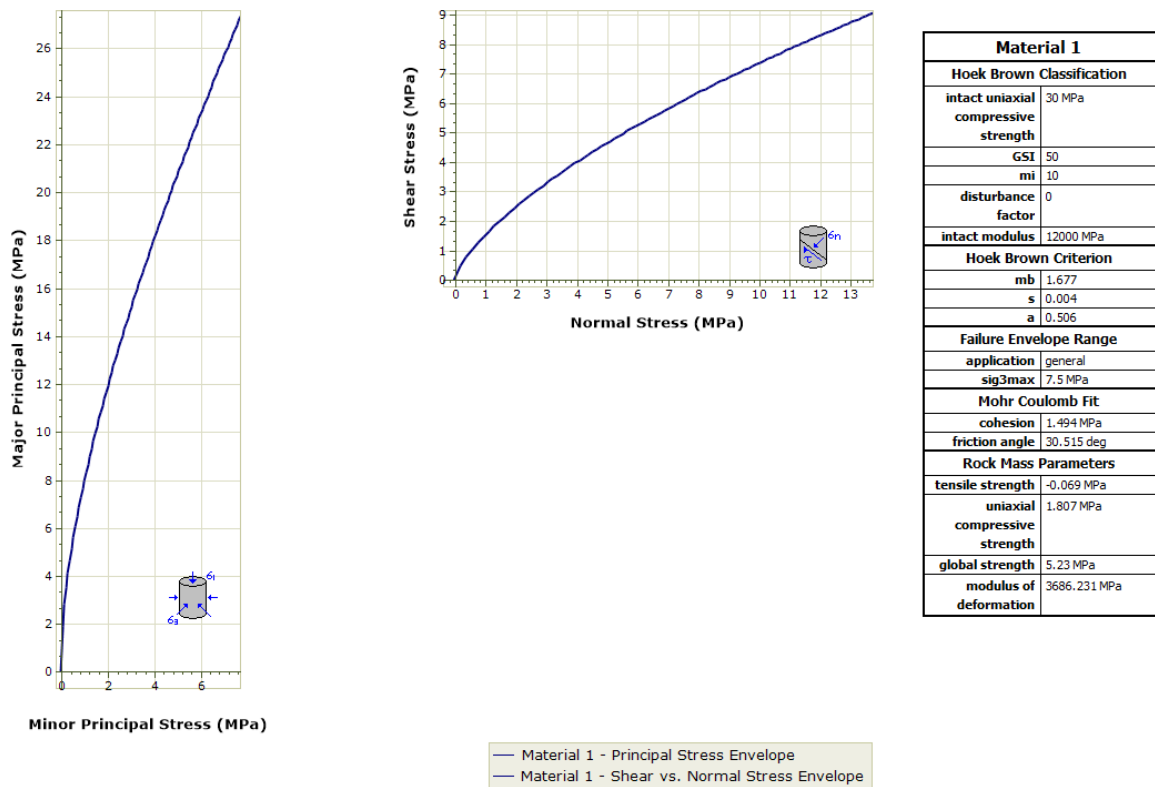 26
24
22
20
18
16
14
12
10
8
6
4
2
0
0 2 4 6
Major Principal Stress (MPa)
Minor Principal Stress (MPa)
σ1
σ3
9
8
7
6
5
4
3
2
1
0
0 1 2 3 4 5 6 7 8 9 10 11 12 13
Shear Stress (MPa)
Normal Stress (MPa)
σn
τ
Material 1 - Principal Stress Envelope
Material 1 - Shear vs. Normal Stress Envelope
Material 1
Hoek Brown Classification
intact uniaxial 30 MPa
compressive
strength
GSI 50
mi 10
disturbance 0
factor
intact modulus 12000 MPa
Hoek Brown Criterion
mb 1.677
s 0.004
a 0.506
Failure Envelope Range
application general
sig3max 7.5 MPa
Mohr Coulomb Fit
cohesion 1.494 MPa
friction angle 30.515 deg
Rock Mass Parameters
tensile strength -0.069 MPa
uniaxial 1.807 MPa
compressive
strength
global strength 5.23 MPa
modulus of 3686.231 MPa
deformation